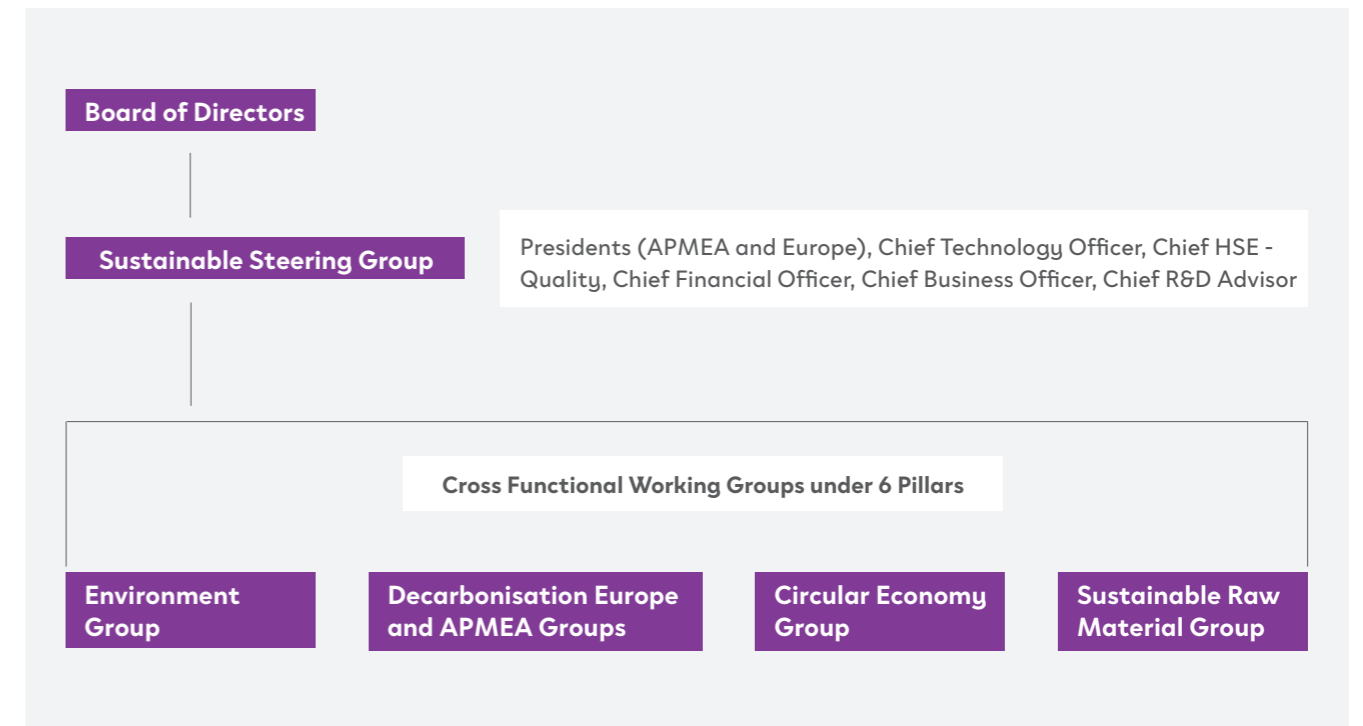 Board of Directors
Sustainable Steering Group
Presidents (APMEA and Europe), Chief Technology Officer, Chief HSE -
Quality, Chief Financial Officer, Chief Business Officer, Chief R&D Advisor
Cross Functional Working Groups under 6 Pillars
Environment
Group
Decarbonisation Europe
and APMEA Groups
Circular Economy
Group
Sustainable Raw
Material Group